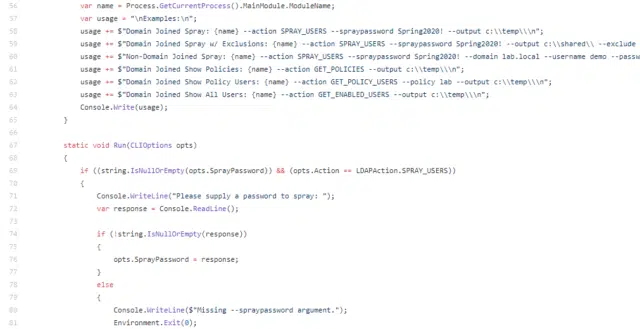 56 var name = Process.GetCurrentProcess().MainModule.ModuleName;
57 var usage = "\nExamples:\n";
58 usage += $"Domain Joined Spray: {name} --action SPRAY_USERS --spraypassword Spring2020! --output c:\\temp\\\n";
59 usage += $"Domain Joined Spray w/ Exclusions: {name} --action SPRAY_USERS --spraypassword Spring2020! --output c:\\shared\\ --exclude
60 usage += $"Non-Domain Joined Spray: {name} --action SPRAY_USERS --spraypassword Spring2020! --domain lab.local --username demo --passw
61 usage += $"Domain Joined Show Policies: {name} --action GET_POLICIES --output c:\\temp\\\n";
62 usage += $"Domain Joined Show Policy Users: {name} --action GET_POLICY_USERS --policy lab --output c:\\temp\\\n";
63 usage += $"Domain Joined Show All Users: {name} --action GET_ENABLED_USERS --output c:\\temp\\\n";
64 Console.Write(usage);
65 }
66
67 static void Run(CLIOptions opts)
68 {
69 if ((string.IsNullOrEmpty(opts.SprayPassword)) && (opts.Action == LDAPAction.SPRAY_USERS))
70 {
71 Console.WriteLine("Please supply a password to spray: ");
72 var response = Console.ReadLine();
73
74 if (!string.IsNullOrEmpty(response))
75 {
76 opts.SprayPassword = response;
77 }
78 else
79 {
80 Console.WriteLine($"Missing --spraypassword argument.");
81 Environment.Exit(0);